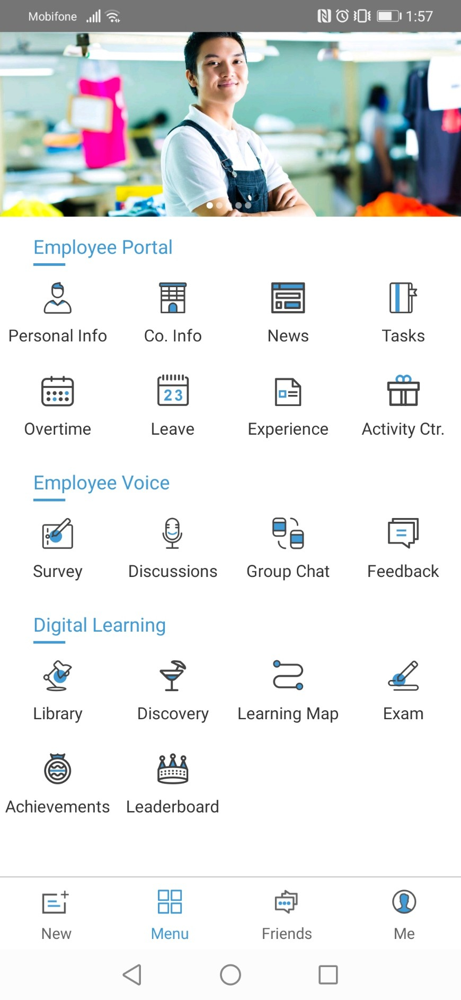 Mobifone 1:57
Employee Portal
Personal Info Co. Info News Tasks
23
Overtime Leave Experience Activity Ctr.
Employee Voice
Survey Discussions Group Chat Feedback
Digital Learning
Library Discovery Learning Map Exam
Achievements Leaderboard
New Menu Friends Me